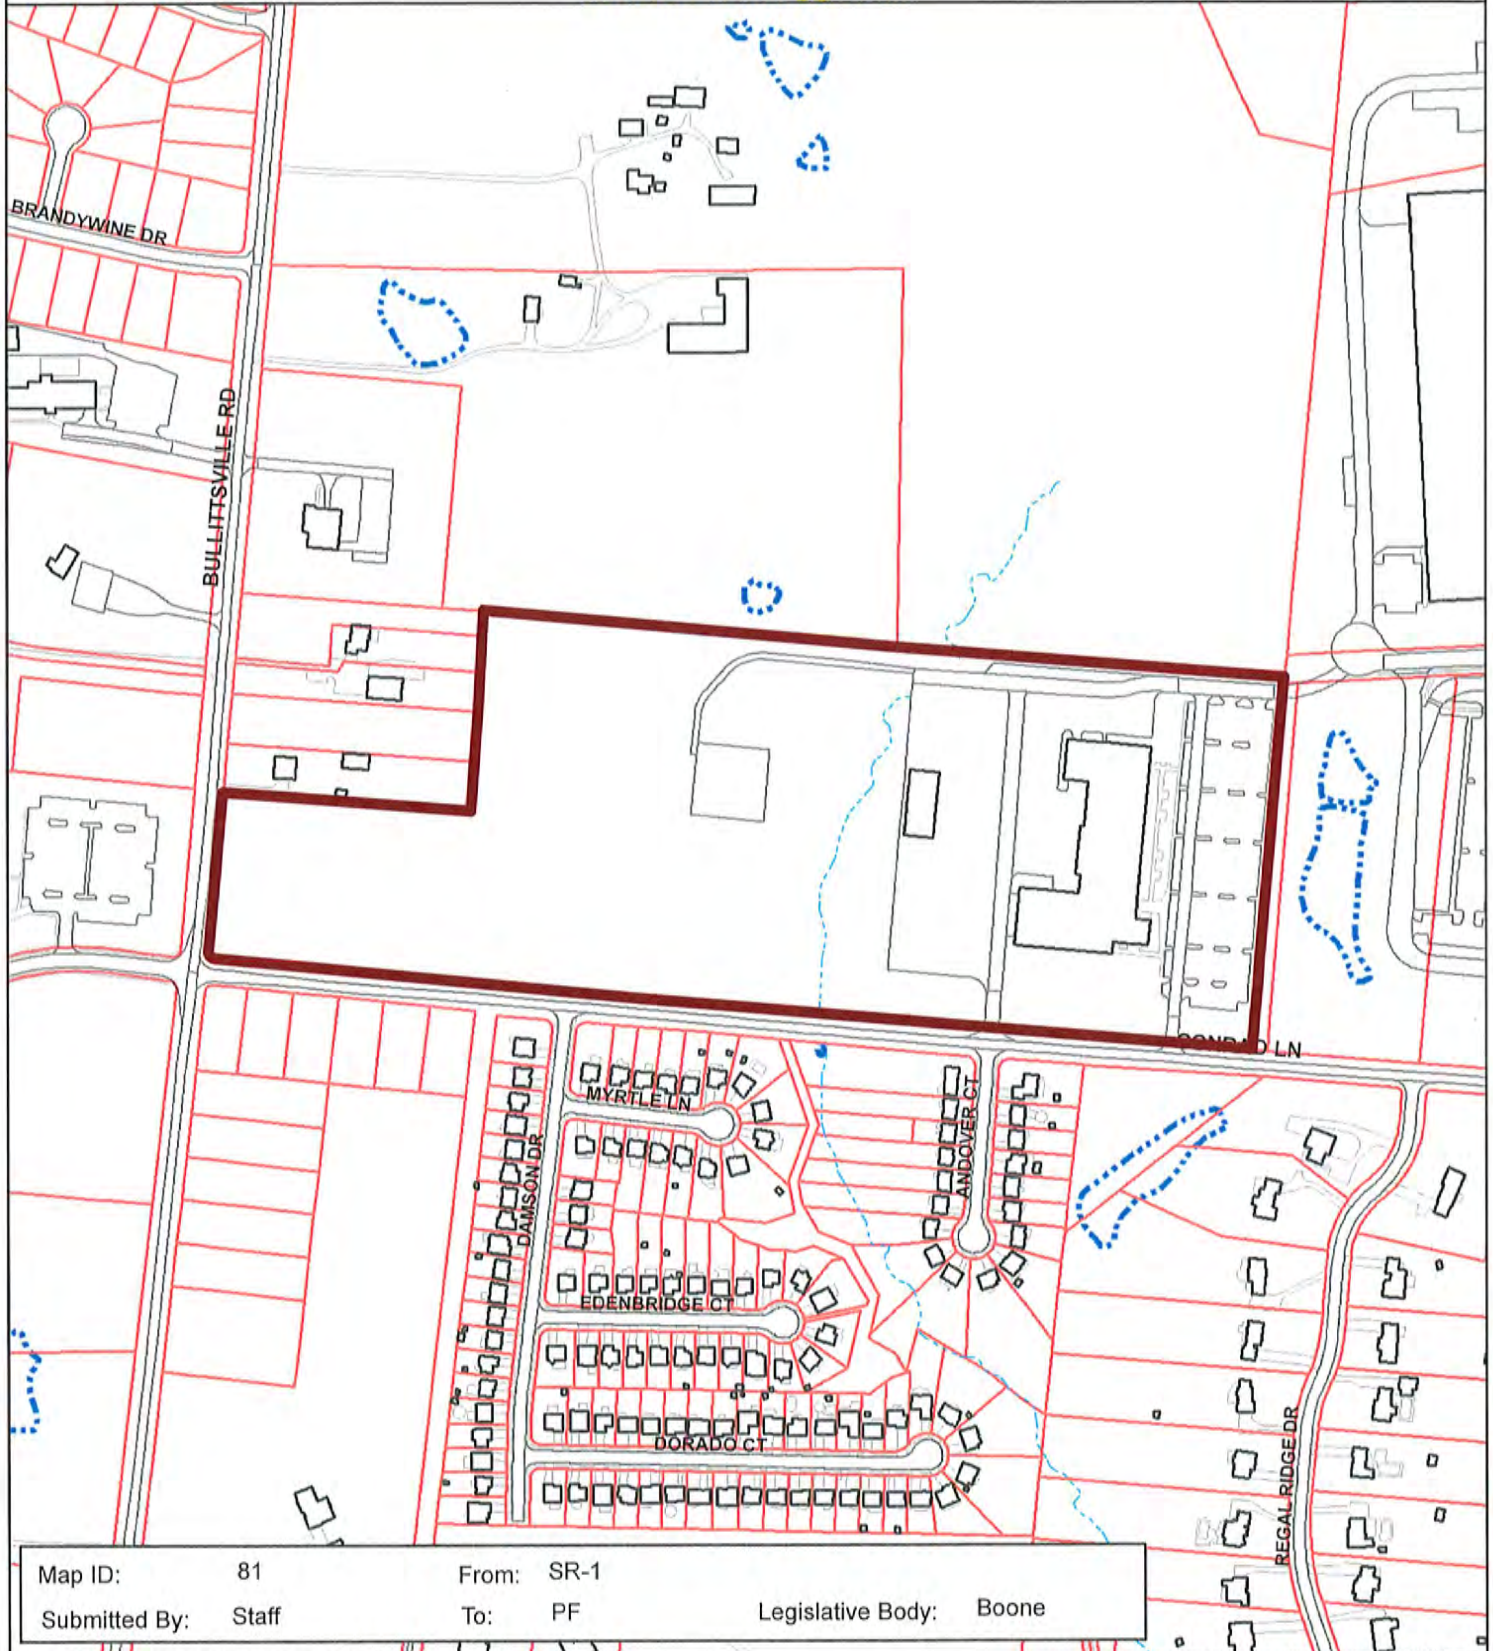 BRANDYWINE DR
BULLITTSVILLE RD
CONRAD LN
MYRTLE LN
DAMSON DR
ANDOVER CT
EDENBRIDGE CT
DORADO CT
REGAL RIDGE DR
Map ID: 81 From: SR-1
Submitted By: Staff To: PF Legislative Body: Boone